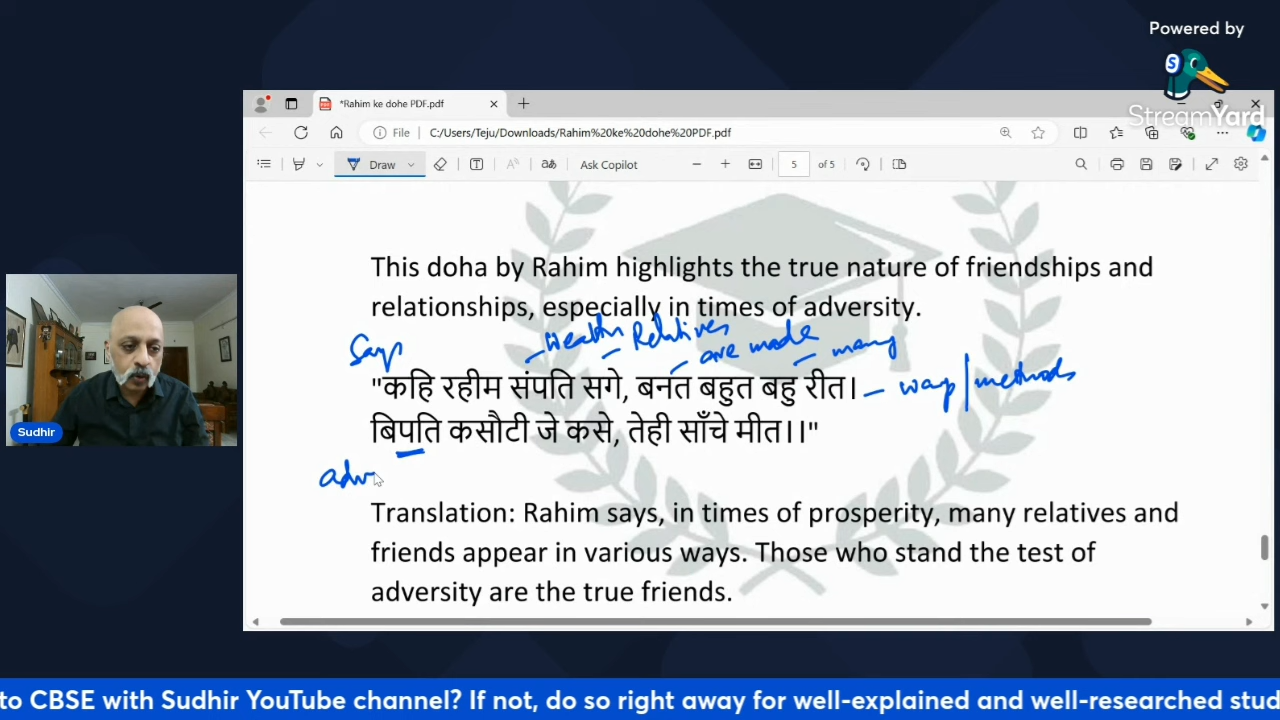 Powered by
S
StreamYard
*Rahim ke dohe PDF.pdf
File C:/Users/Teju/Downloads/Rahim%20ke%20dohe%20PDF.pdf
Draw
aあ
Ask Copilot
5 of 5
This doha by Rahim highlights the true nature of friendships and
relationships, especially in times of adversity.
Says wealth Relatives are made many
"कहि रहीम संपति सगे, बनत बहुत बहु रीत। – ways | methods
बिपति कसौटी जे कसे, तेही साँचे मीत।।"
adv
Translation: Rahim says, in times of prosperity, many relatives and
friends appear in various ways. Those who stand the test of
adversity are the true friends.
Sudhir
to CBSE with Sudhir YouTube channel? If not, do so right away for well-explained and well-researched stud